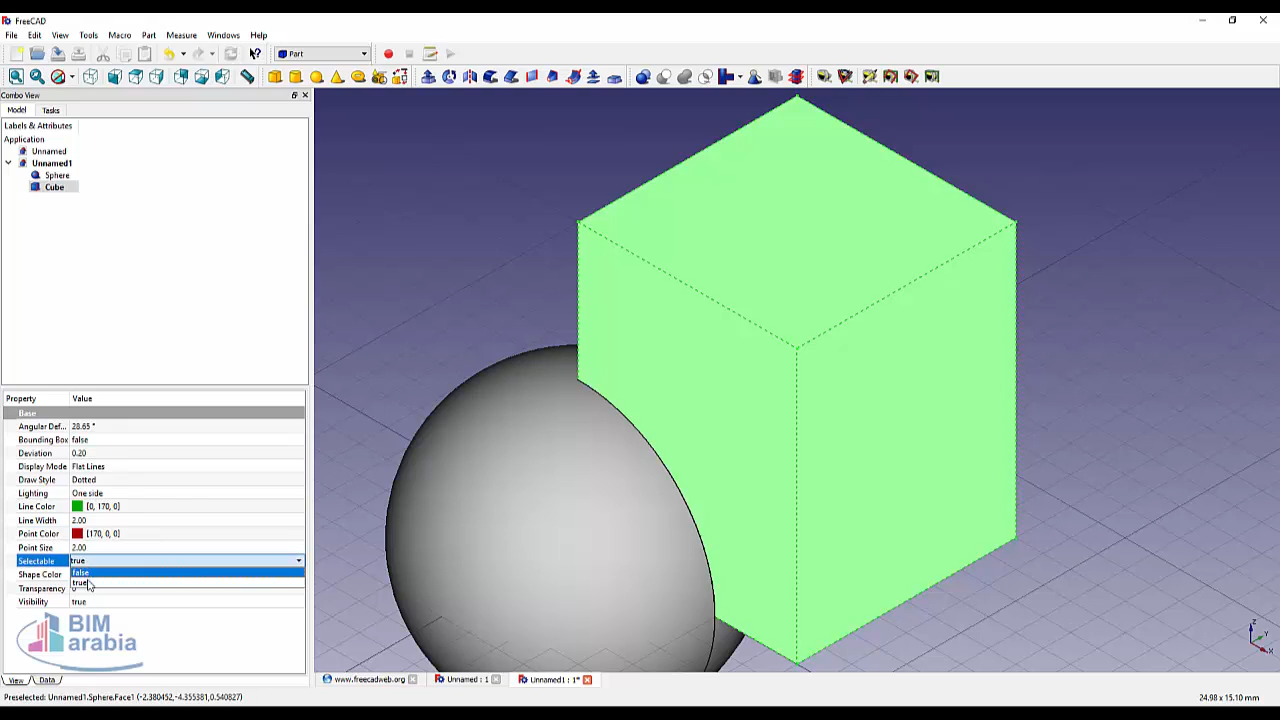 FreeCAD
File Edit View Tools Macro Part Measure Windows Help
Part
Combo View
Model Tasks
Labels & Attributes
Application
Unnamed
Unnamed1
Sphere
Cube
Property Value
Base
Angular Def... 28.65 °
Bounding Box false
Deviation 0.20
Display Mode Flat Lines
Draw Style Dotted
Lighting One side
Line Color [0, 170, 0]
Line Width 2.00
Point Color [170, 0, 0]
Point Size 2.00
Selectable true
false
Shape Color true
Transparency
Visibility true
BIM
arabia
View Data
www.freecadweb.org Unnamed : 1 Unnamed1 : 1*
Preselected: Unnamed1.Sphere.Face1 (-2.380452,-4.355381,0.540827) 24.98 x 15.10 mm
Z
Y
X